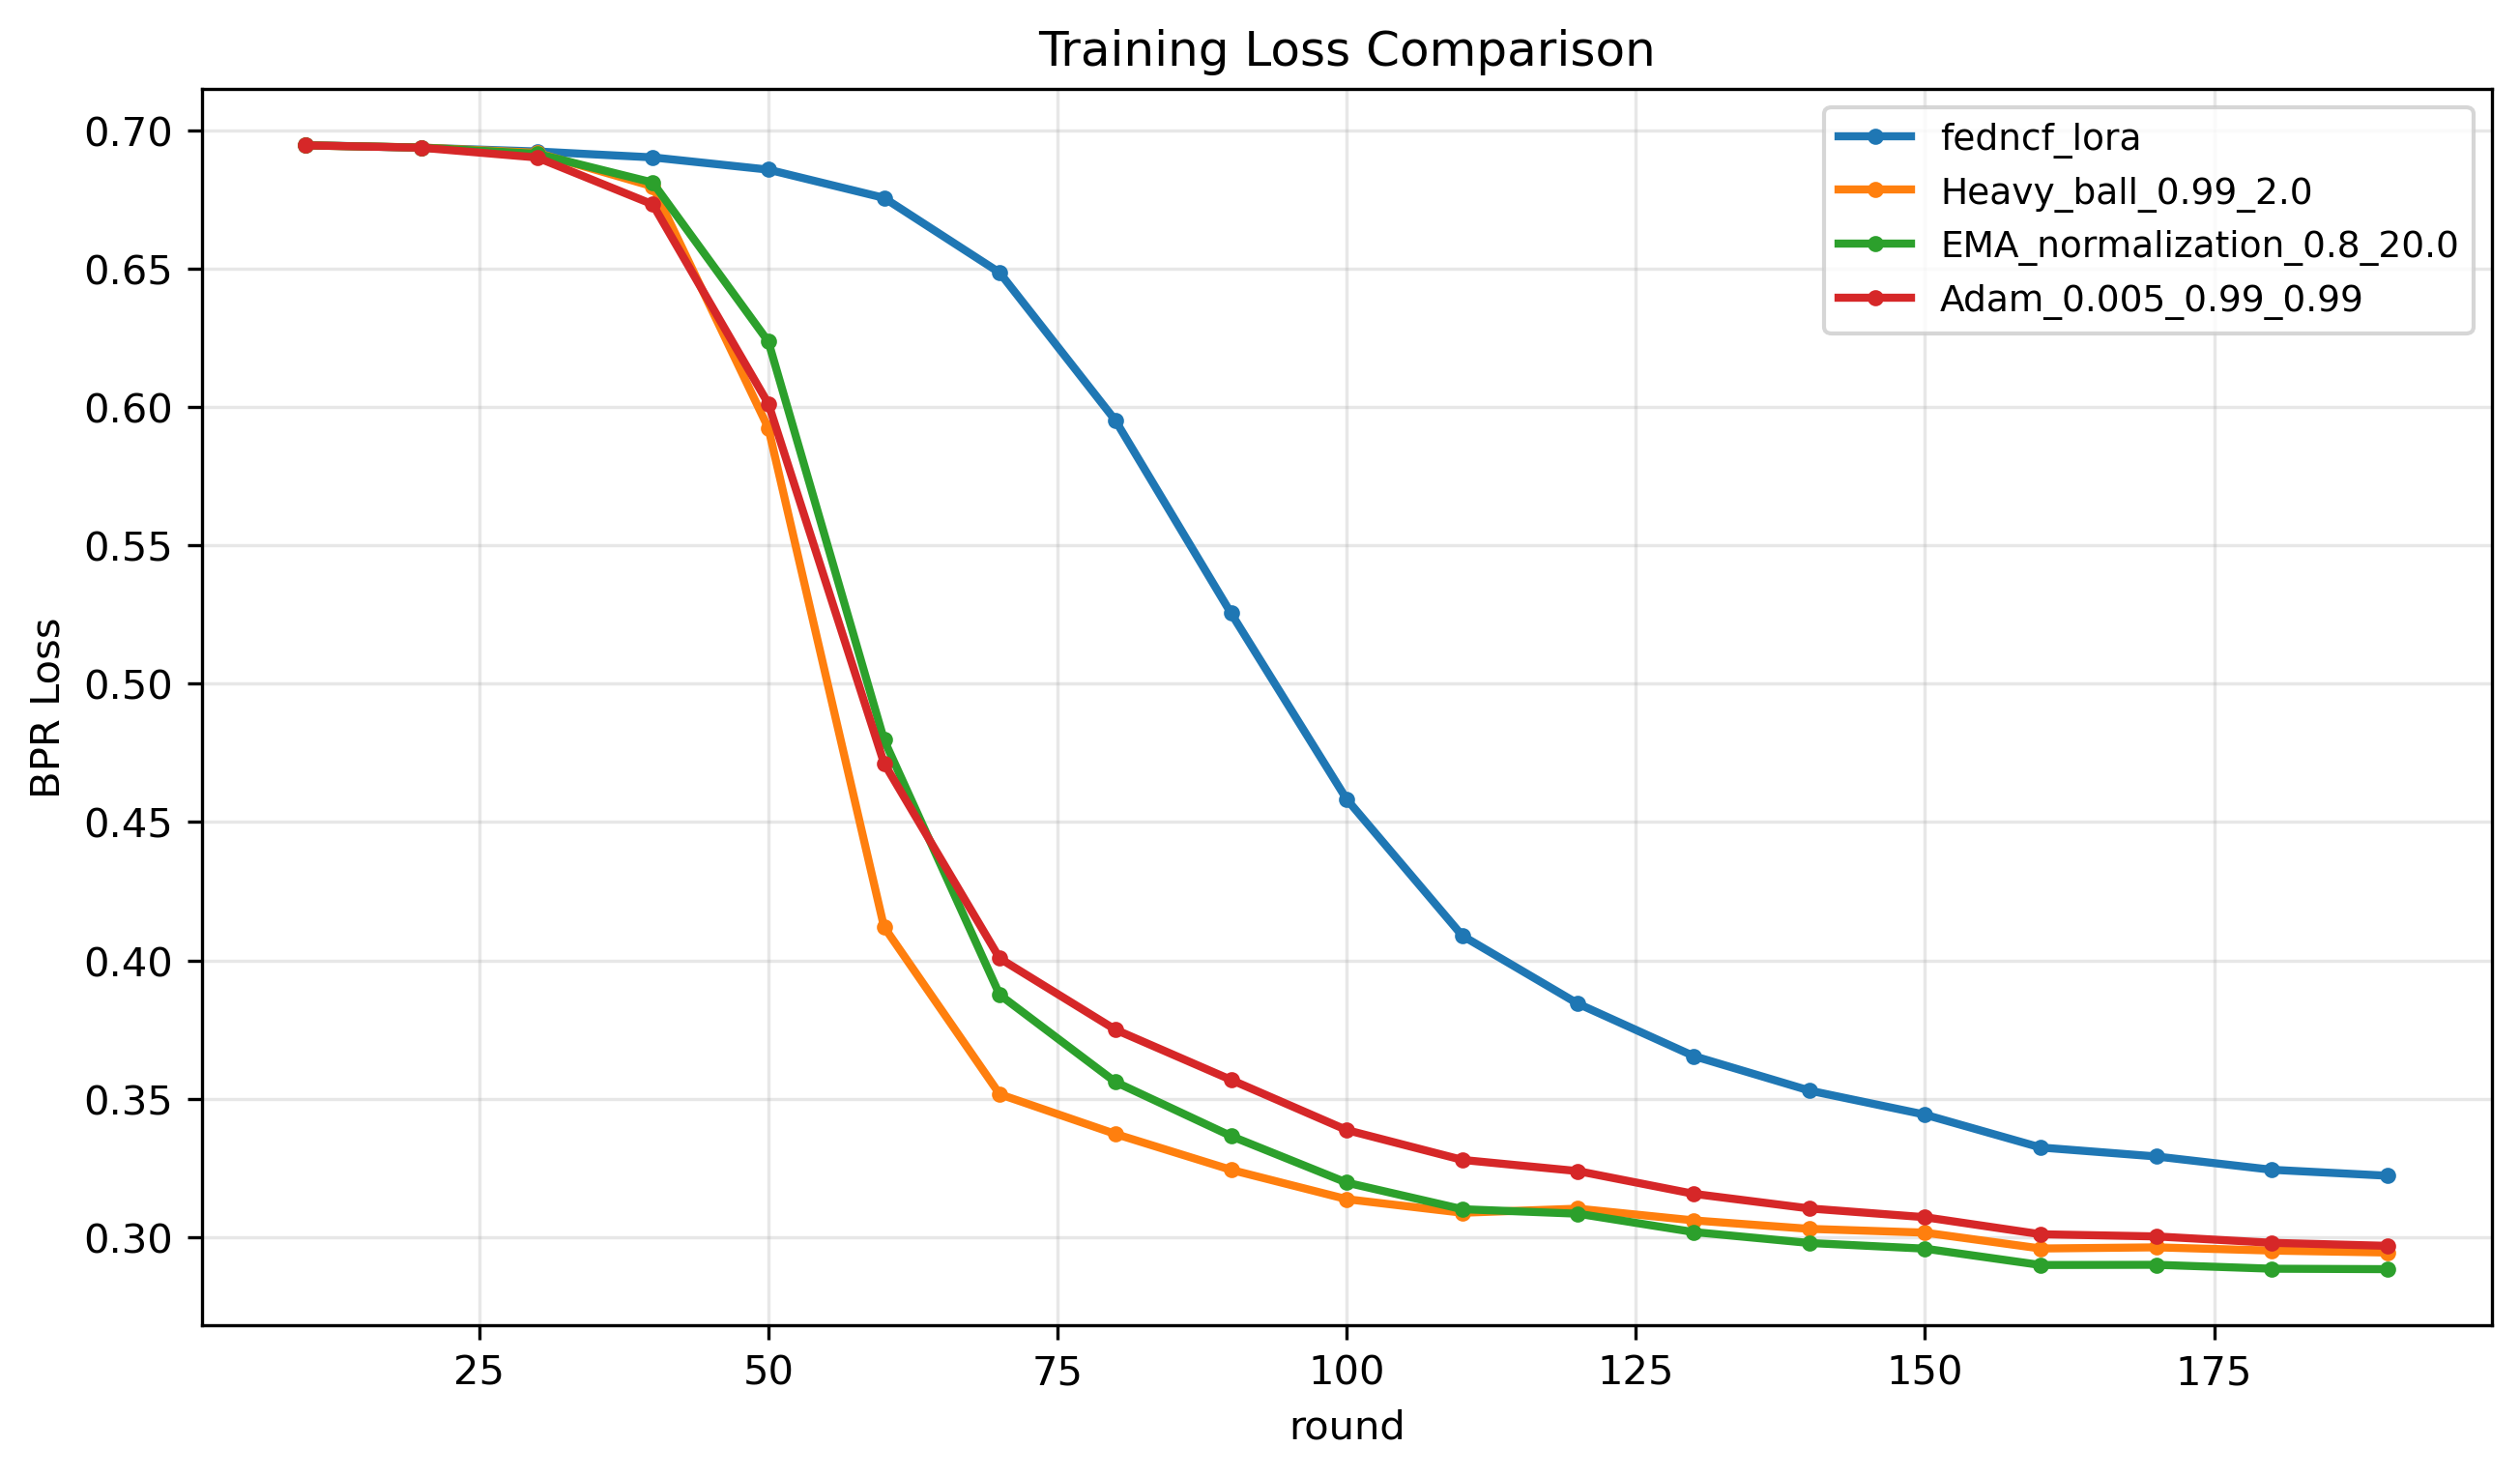 Training Loss Comparison
fedncf_lora
Heavy_ball_0.99_2.0
EMA_normalization_0.8_20.0
Adam_0.005_0.99_0.99
BPR Loss
0.70
0.65
0.60
0.55
0.50
0.45
0.40
0.35
0.30
25 50 75 100 125 150 175
round